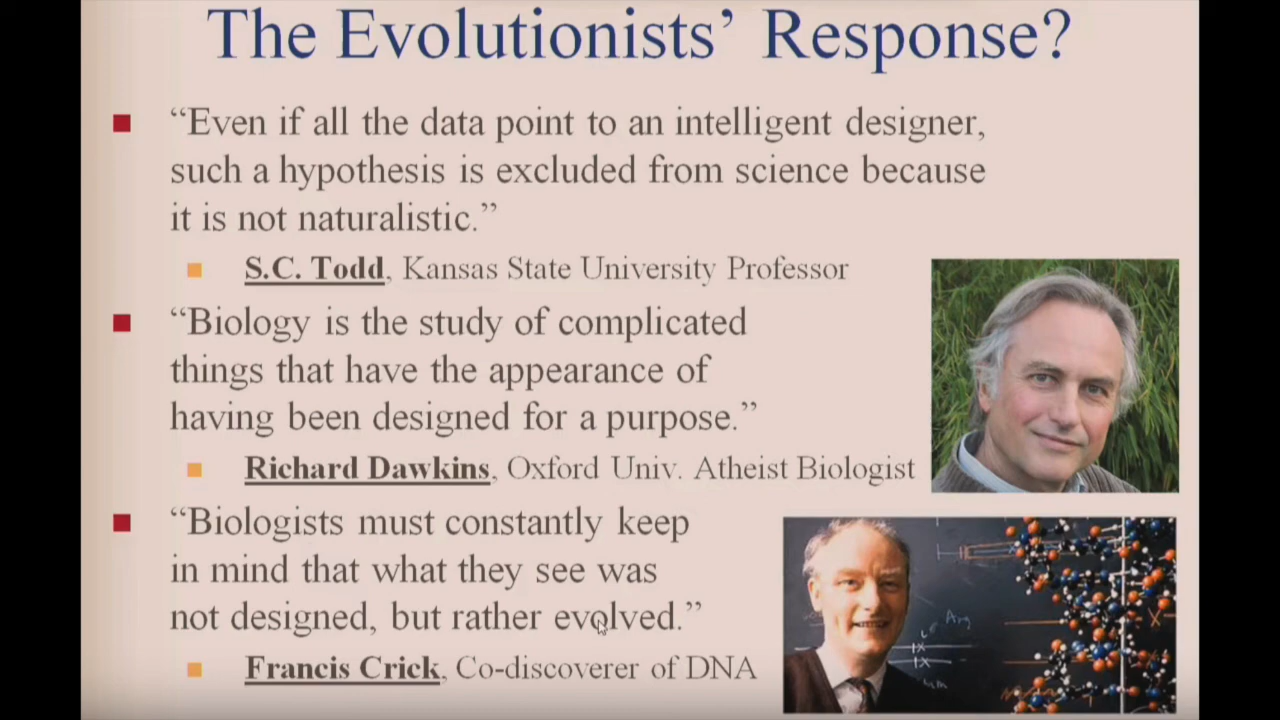 The Evolutionists’ Response?
“Even if all the data point to an intelligent designer,
such a hypothesis is excluded from science because
it is not naturalistic.”
S.C. Todd, Kansas State University Professor
“Biology is the study of complicated
things that have the appearance of
having been designed for a purpose.”
Richard Dawkins, Oxford Univ. Atheist Biologist
“Biologists must constantly keep
in mind that what they see was
not designed, but rather evolved.”
Francis Crick, Co-discoverer of DNA